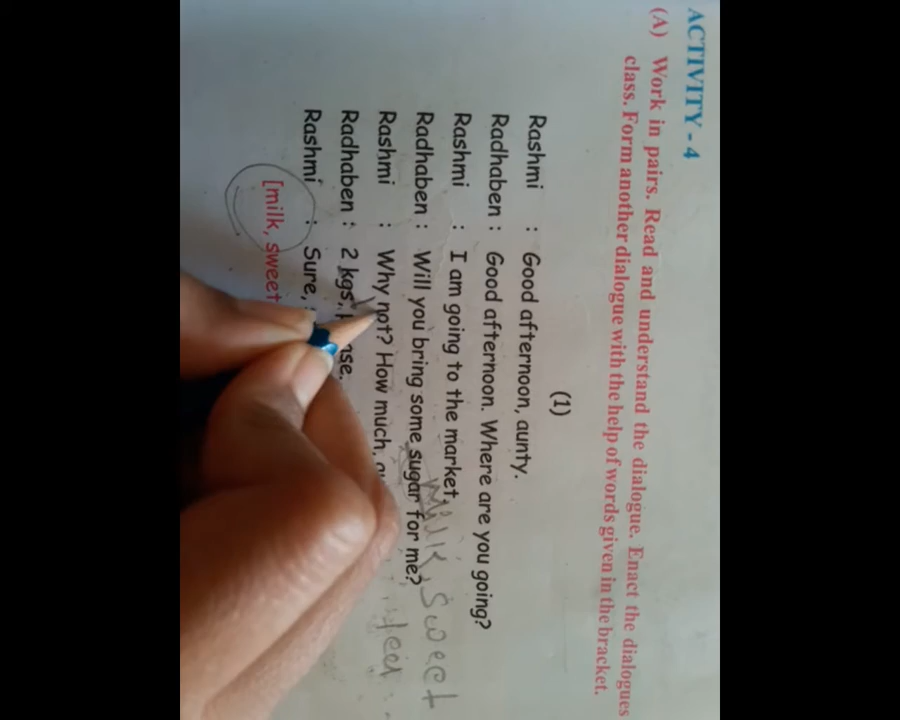 ACTIVITY - 4
(A) Work in pairs. Read and understand the dialogue. Enact the dialogues
class. Form another dialogue with the help of words given in the bracket.
(1)
Rashmi : Good afternoon, aunty.
Radhaben : Good afternoon. Where are you going?
Rashmi : I am going to the market.
Radhaben : Will you bring some sugar for me?
milk, sweet
Rashmi : Why not? How much,
Radhaben : 2 kgs.
Rashmi : Sure,
[milk, sweet